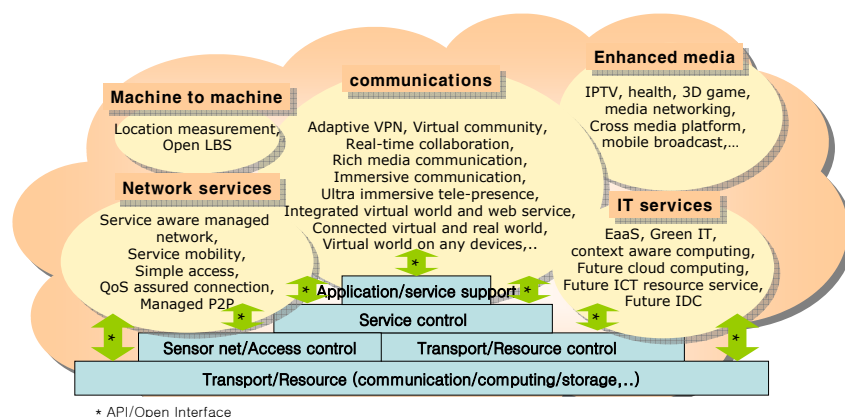 Enhanced media
IPTV, health, 3D game,
media networking,
Cross media platform,
mobile broadcast,…
communications
Adaptive VPN, Virtual community,
Real-time collaboration,
Rich media communication,
Immersive communication,
Ultra immersive tele-presence,
Integrated virtual world and web service,
Connected virtual and real world,
Virtual world on any devices,..
Machine to machine
Location measurement,
Open LBS
Network services
Service aware managed
network,
Service mobility,
Simple access,
QoS assured connection,
Managed P2P
IT services
EaaS, Green IT,
context aware computing,
Future cloud computing,
Future ICT resource service,
Future IDC
*
* Application/service support *
* Service control *
* Sensor net/Access control Transport/Resource control *
Transport/Resource (communication/computing/storage,..)
* API/Open Interface